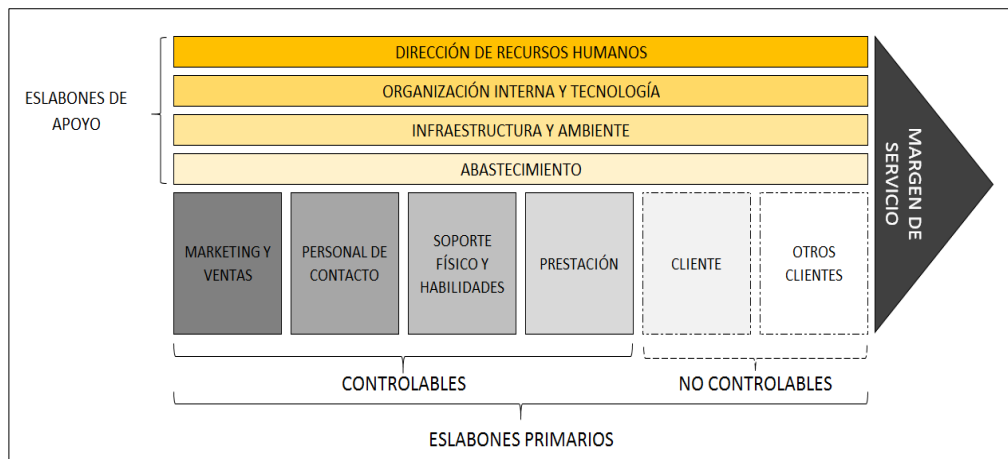 DIRECCIÓN DE RECURSOS HUMANOS
ORGANIZACIÓN INTERNA Y TECNOLOGÍA
ESLABONES DE
APOYO
INFRAESTRUCTURA Y AMBIENTE
ABASTECIMIENTO
MARGEN DE
SERVICIO
MARKETING Y
VENTAS
PERSONAL DE
CONTACTO
SOPORTE
FÍSICO Y
HABILIDADES
PRESTACIÓN
CLIENTE
OTROS
CLIENTES
CONTROLABLES
NO CONTROLABLES
ESLABONES PRIMARIOS